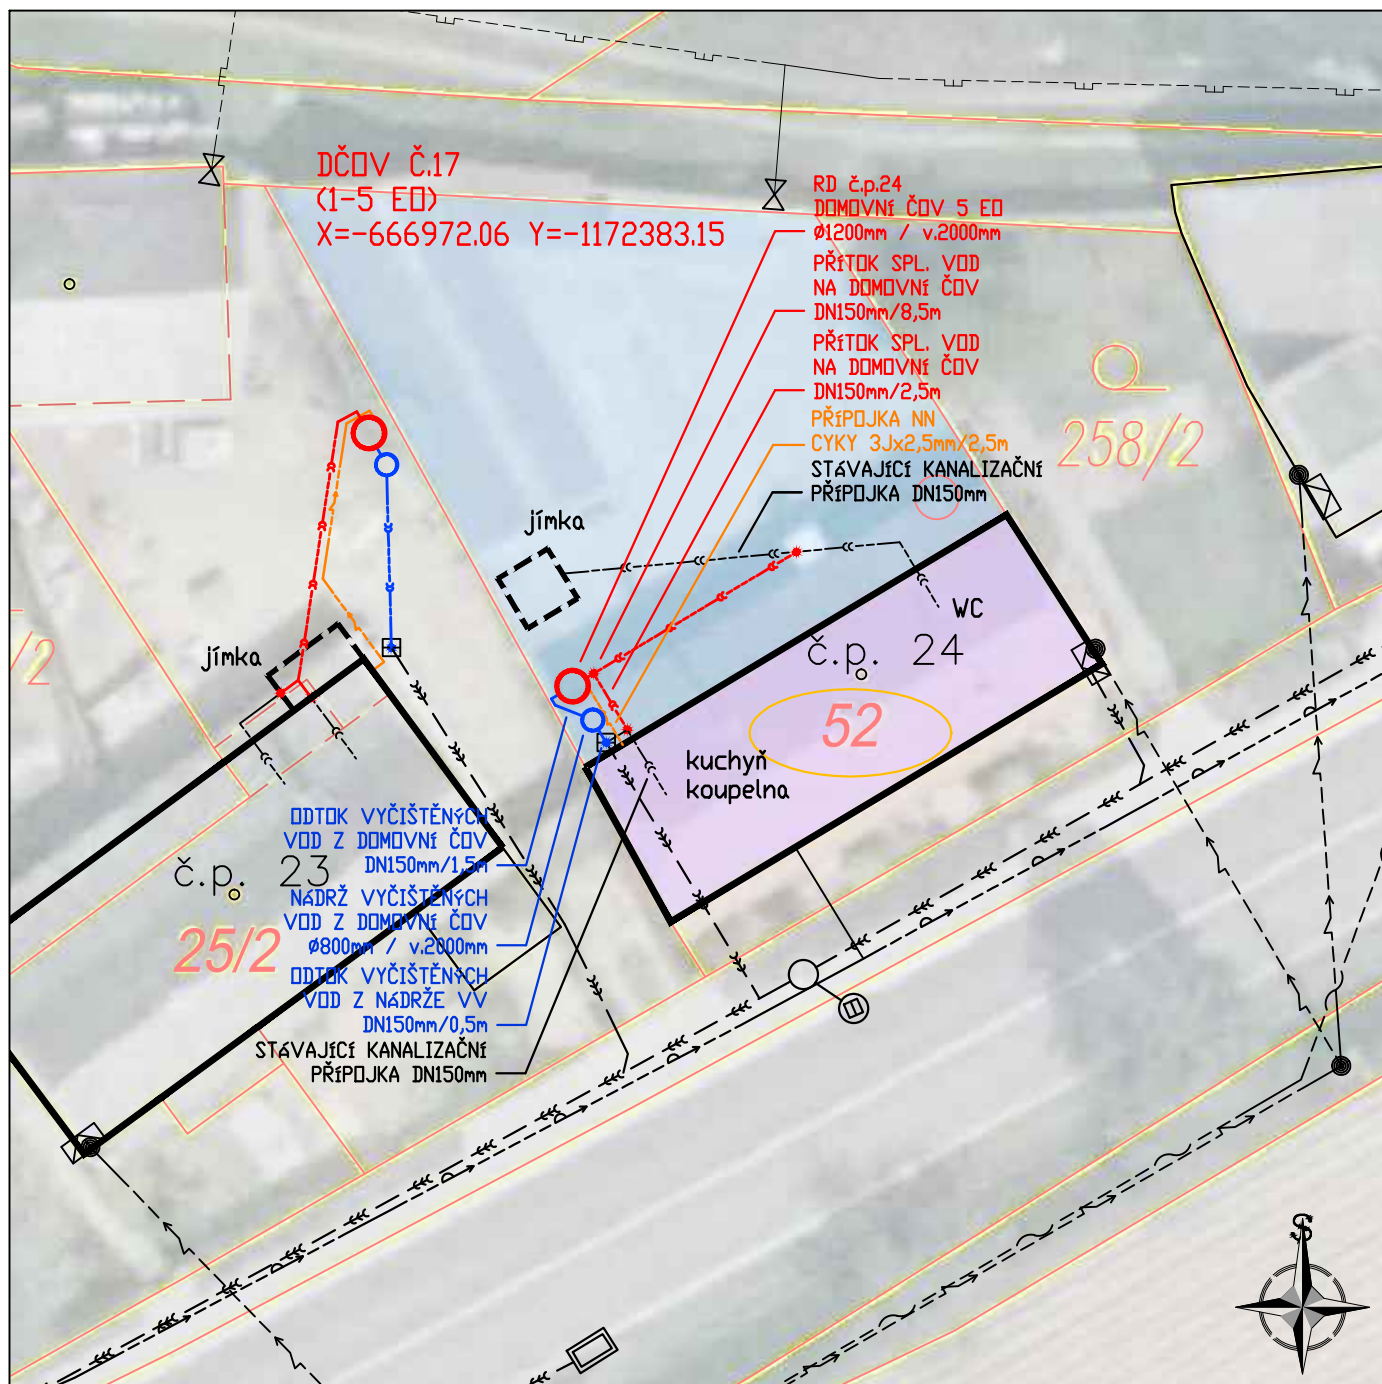 DČOV Č.17
(1-5 EO)
X=-666972.06 Y=-1172383.15
RD č.p.24
DOMOVNÍ ČOV 5 EO
Ø1200mm / v.2000mm
PŘÍTOK SPL. VOD
NA DOMOVNÍ ČOV
DN150mm/8,5m
PŘÍTOK SPL. VOD
NA DOMOVNÍ ČOV
DN150mm/2,5m
PŘÍPOJKA NN
CYKY 3Jx2,5mm/2,5m
STÁVAJÍCÍ KANALIZAČNÍ
PŘÍPOJKA DN150mm
258/2
jímka
WC
č.p. 24
52
jímka
/2
kuchyň
koupelna
ODTOK VYČIŠTĚNÝCH
VOD Z DOMOVNÍ ČOV
DN150mm/1,5m
č.p. 23
NÁDRŽ VYČIŠTĚNÝCH
VOD Z DOMOVNÍ ČOV
Ø800mm / v.2000mm
25/2
ODTOK VYČIŠTĚNÝCH
VOD Z NÁDRŽE VV
DN150mm/0,5m
STÁVAJÍCÍ KANALIZAČNÍ
PŘÍPOJKA DN150mm
S